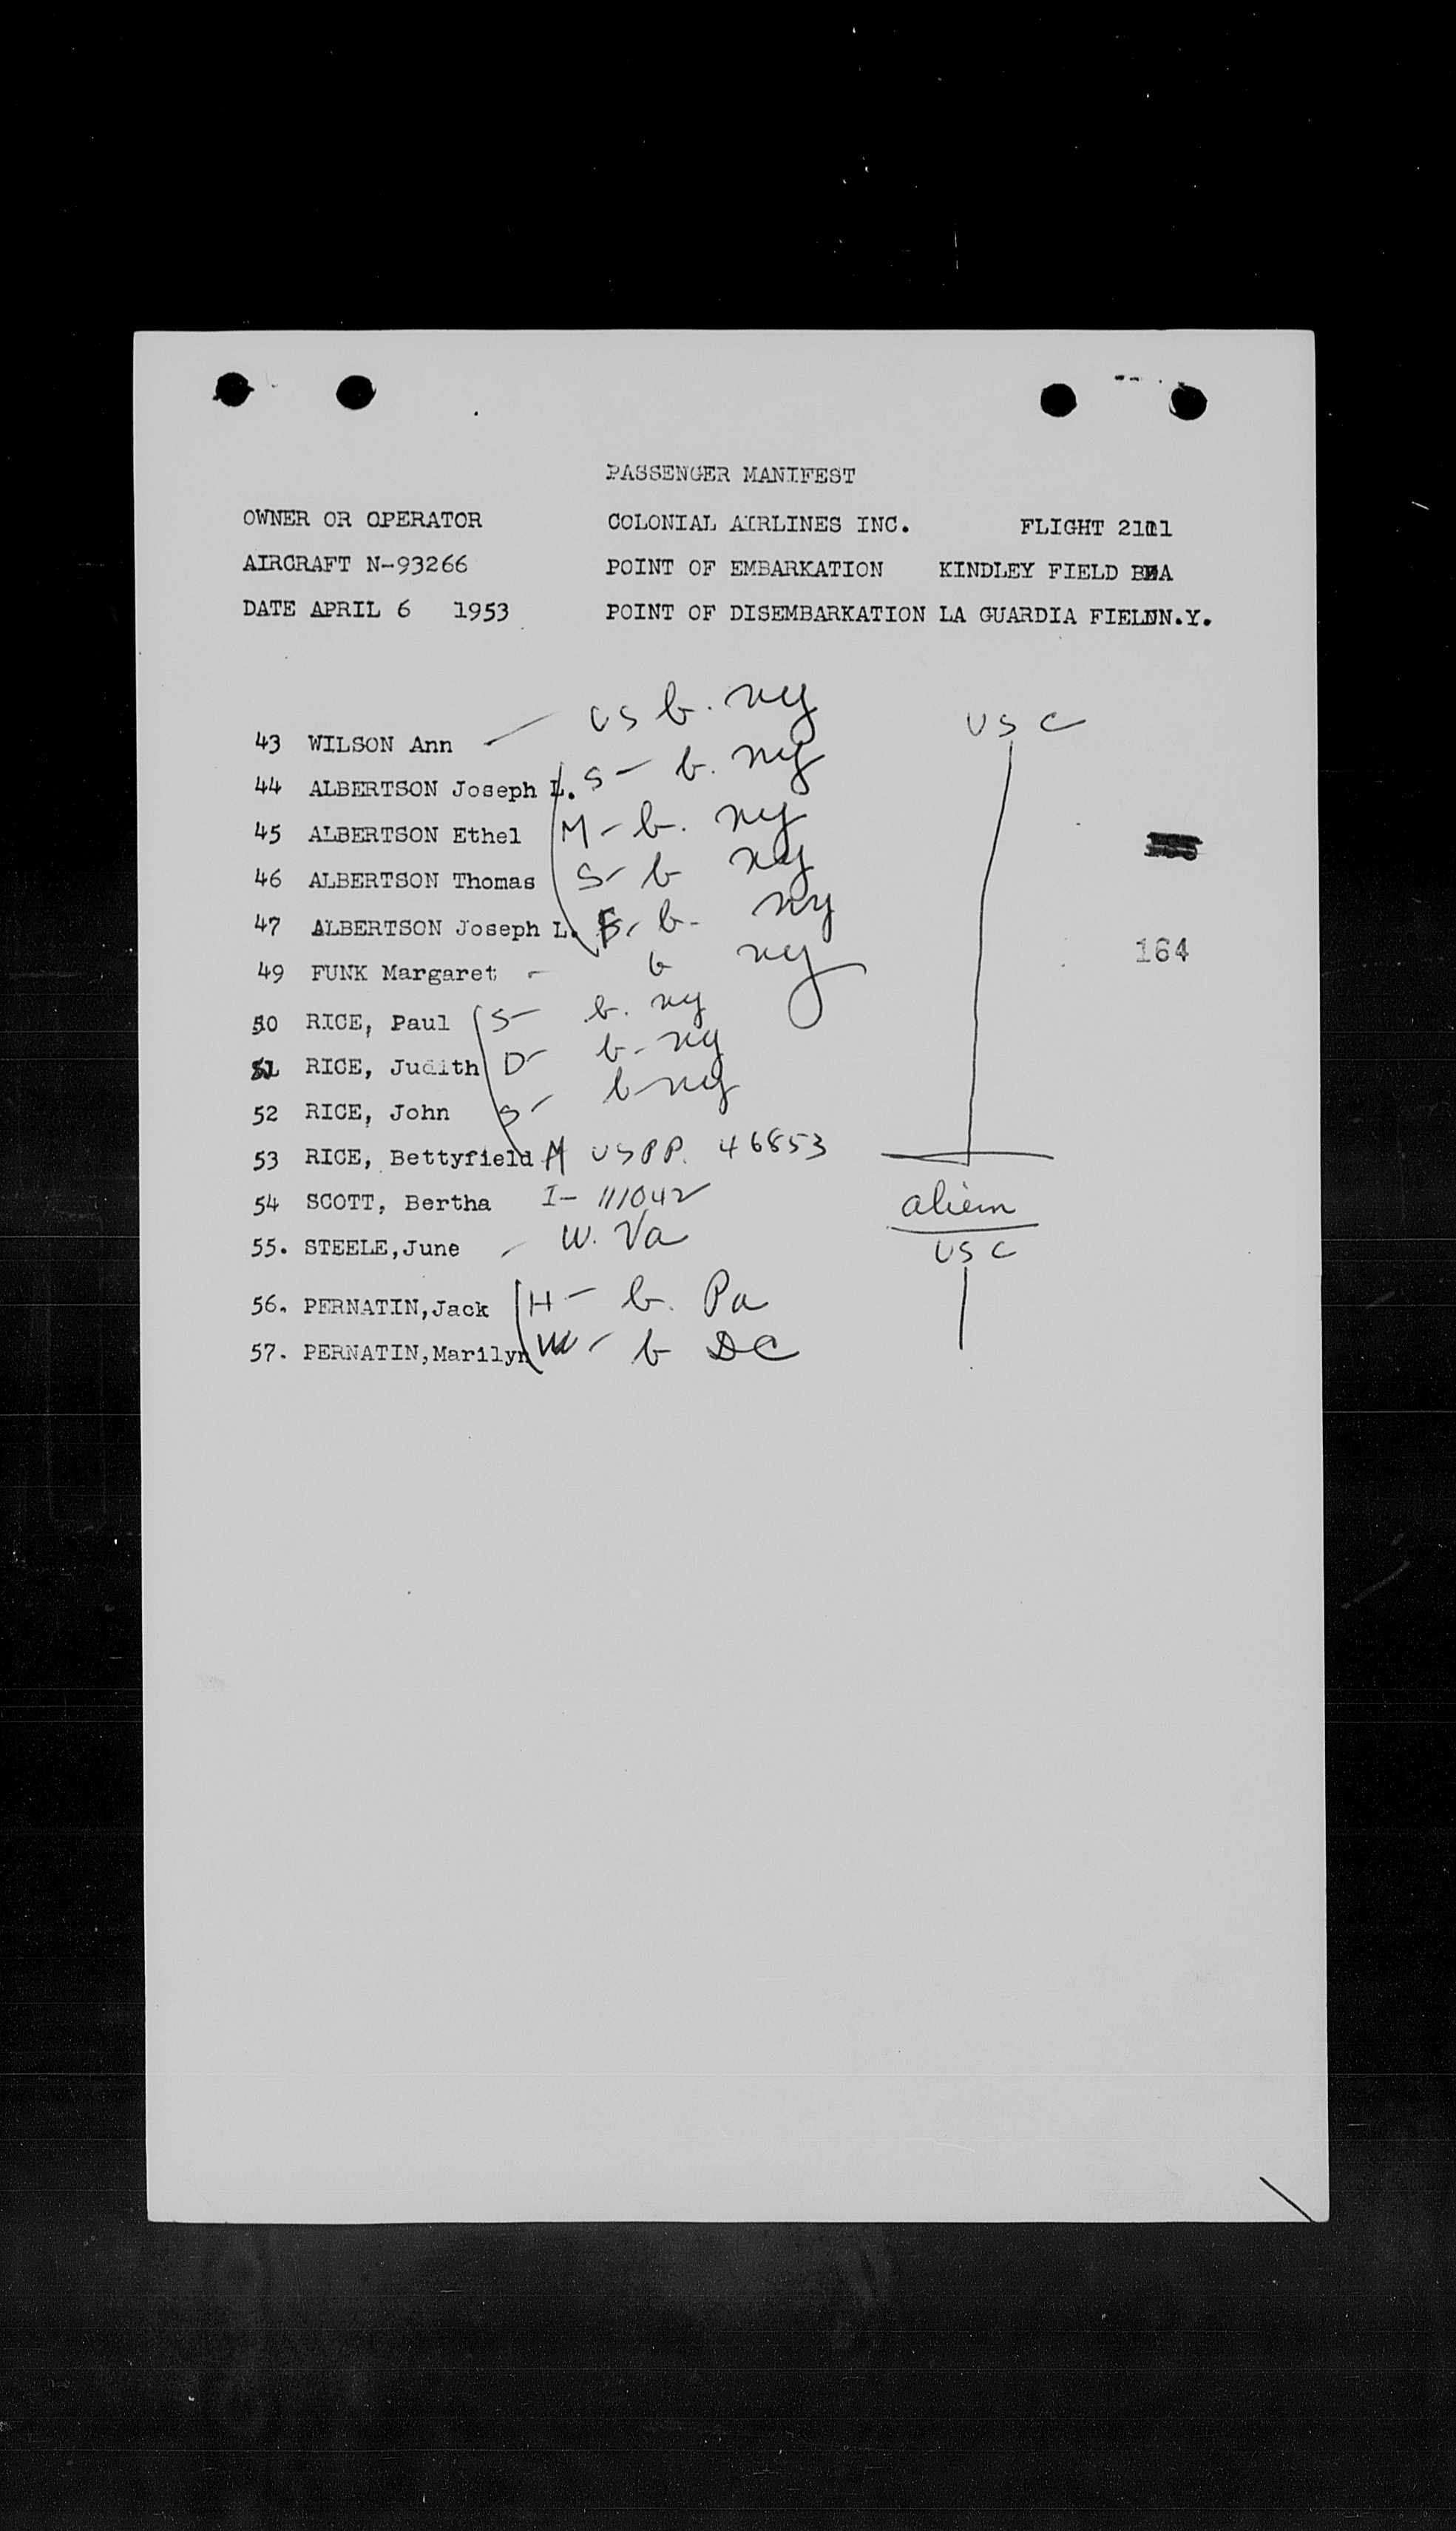 PASSENGER MANIFEST
OWNER OR OPERATOR COLONIAL AIRLINES INC. FLIGHT
AIRCRAFT N-93266 POINT OF EMBARKATION KINDLEY FIELD
DATE APRIL 6 1953 POINT OF DISEMBARKATION LA GUARDIA FIELD N.Y.
43 WILSON Ann — US b. ny USC
44 ALBERTSON Joseph L. S - b. ny
45 ALBERTSON Ethel M - b. ny
46 ALBERTSON Thomas S - b ny
47 ALBERTSON Joseph L. F - b. ny
49 FUNK Margaret - b ny 164
50 RICE, Paul S - b. ny
51 RICE, Judith D - b. ny
52 RICE, John S - b ny
53 RICE, Bettyfield M USPP. 46853
54 SCOTT, Bertha I - 111042 alien
55. STEELE,June - W. Va USC
56. PERNATIN,Jack H - b. Pa
57. PERNATIN,Marilyn W - b DC